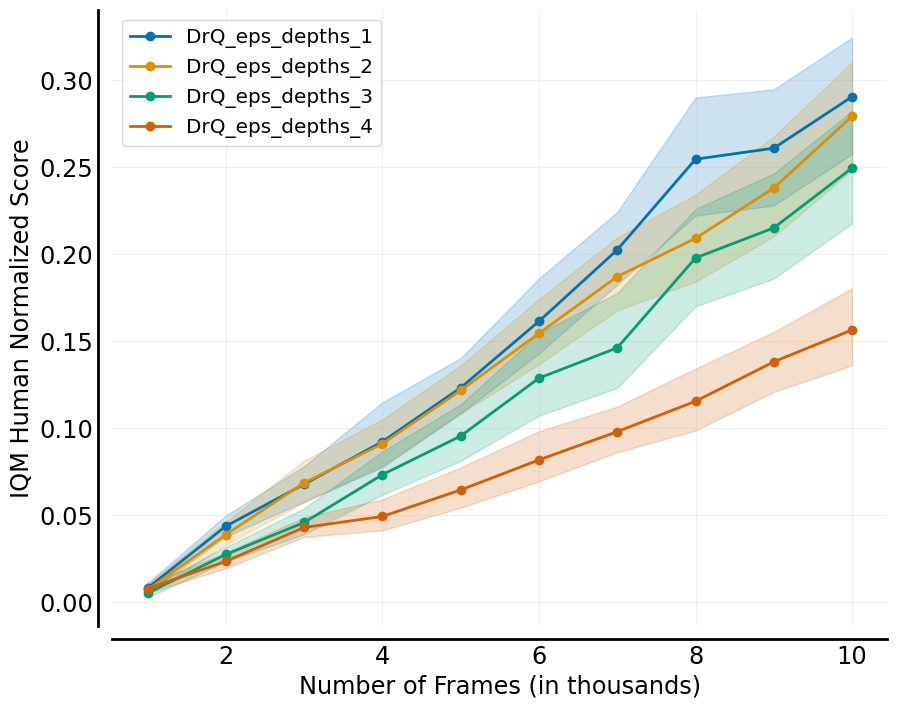 DrQ_eps_depths_1
DrQ_eps_depths_2
DrQ_eps_depths_3
DrQ_eps_depths_4
IQM Human Normalized Score
0.30
0.25
0.20
0.15
0.10
0.05
0.00
2 4 6 8 10
Number of Frames (in thousands)